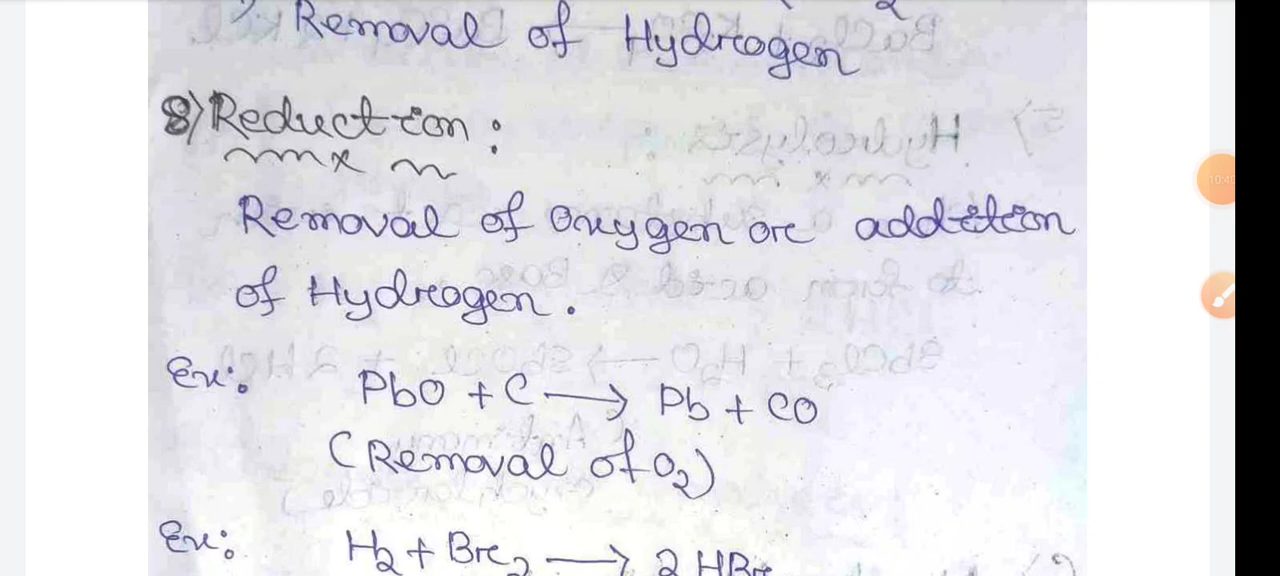 Removal of Hydrogen
8) Reduction :
Removal of Oxygen or addition
of Hydrogen.
Ex: PbO + C ⟶ Pb + CO
(Removal of O₂)
Ex: H₂ + Br₂ ⟶ 2 HBr